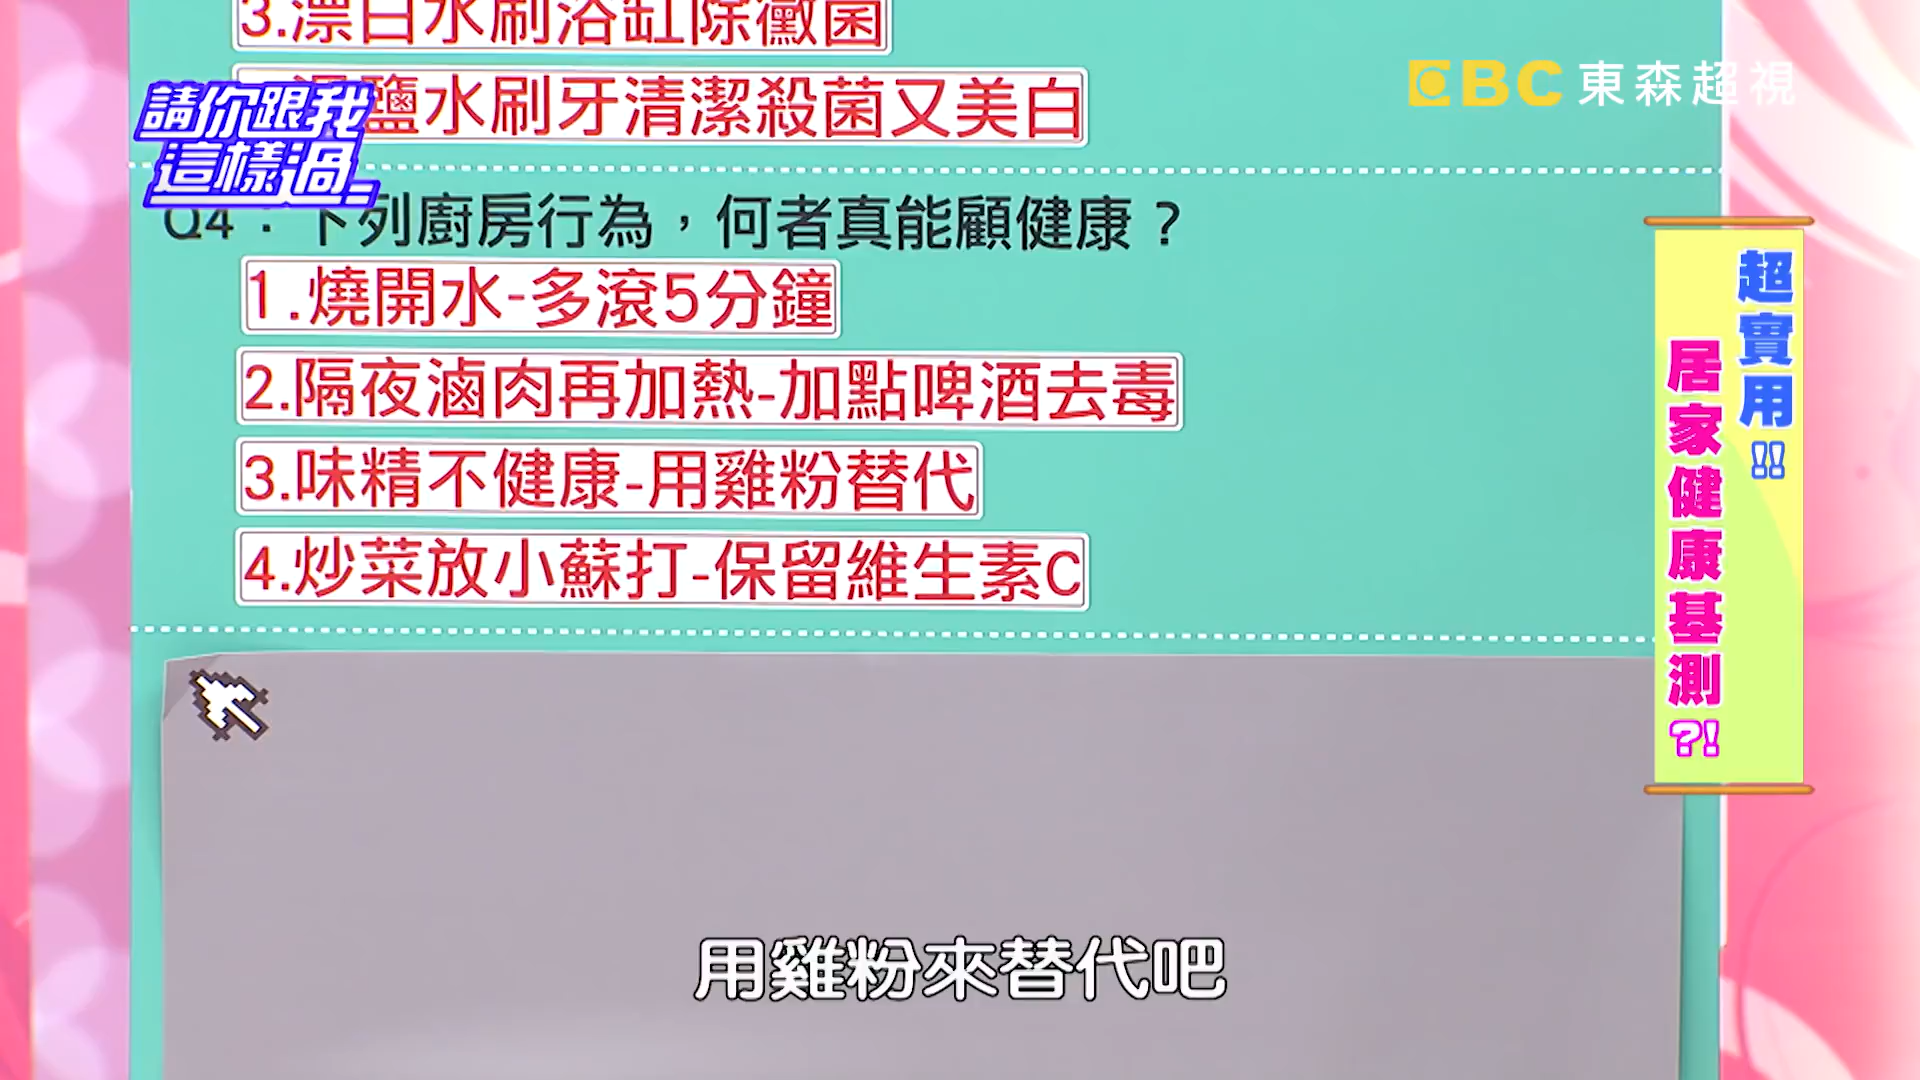 3.漂白水刷浴缸除黴菌
鹽水刷牙清潔殺菌又美白
請你跟我
這樣過
EBC 東森超視
Q4：下列廚房行為，何者真能顧健康？
1.燒開水-多滾5分鐘
2.隔夜滷肉再加熱-加點啤酒去毒
3.味精不健康-用雞粉替代
4.炒菜放小蘇打-保留維生素C
超實用!!
居家健康基測?!
用雞粉來替代吧